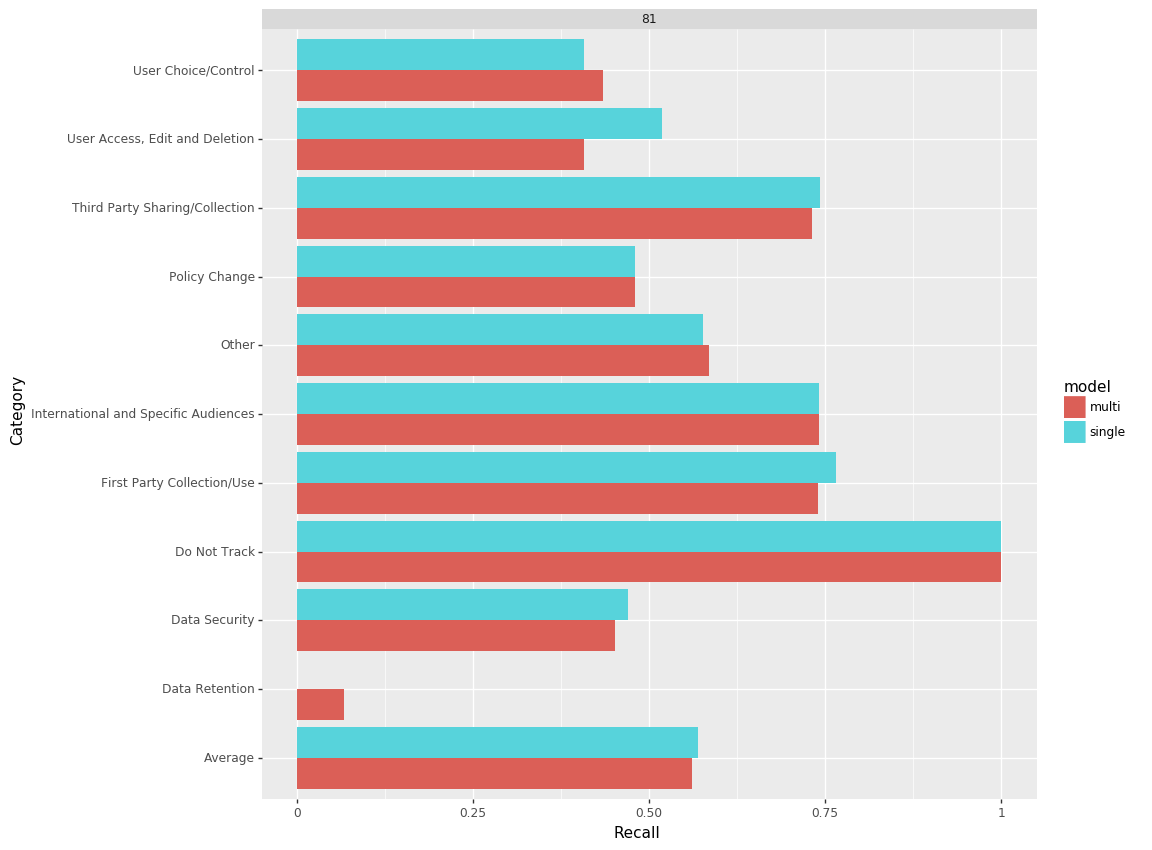 81
User Choice/Control
User Access, Edit and Deletion
Third Party Sharing/Collection
Policy Change
Other
International and Specific Audiences
First Party Collection/Use
Do Not Track
Data Security
Data Retention
Average
Category
0 0.25 0.50 0.75 1
Recall
model
multi
single